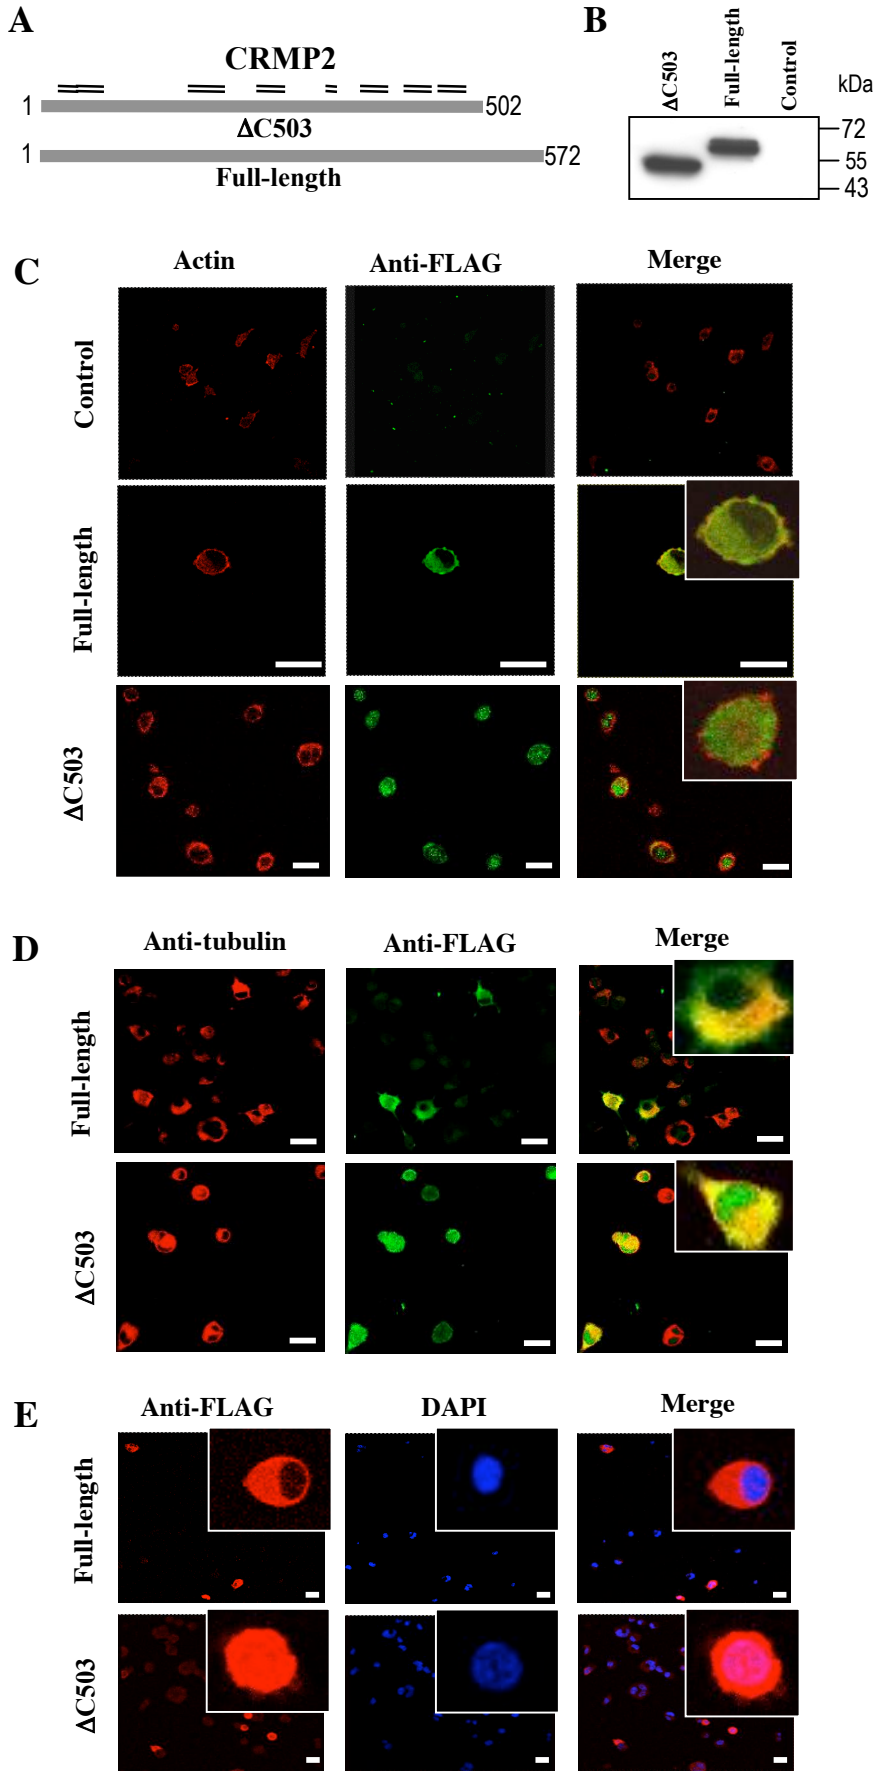 A
CRMP2
1 502
ΔC503
1 572
Full-length
B
ΔC503
Full-length
Control
kDa
72
55
43
C
Actin Anti-FLAG Merge
Control
Full-length
ΔC503
D
Anti-tubulin Anti-FLAG Merge
Full-length
ΔC503
E
Anti-FLAG DAPI Merge
Full-length
ΔC503